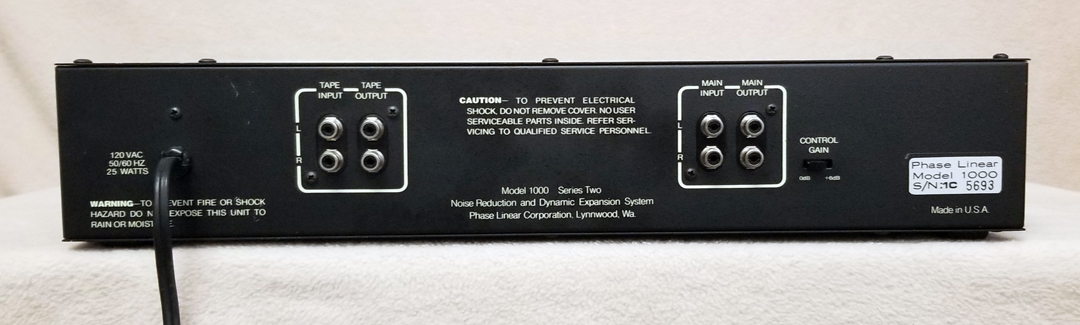 TAPE TAPE
INPUT OUTPUT
L
R
120 VAC
50/60 HZ
25 WATTS
WARNING— TO EVENT FIRE OR SHOCK
HAZARD DO EXPOSE THIS UNIT TO
RAIN OR
CAUTION— TO PREVENT ELECTRICAL
SHOCK, DO NOT REMOVE COVER. NO USER
SERVICEABLE PARTS INSIDE. REFER SER-
VICING TO QUALIFIED SERVICE PERSONNEL.
Model 1000 Series Two
Noise Reduction and Dynamic Expansion System
Phase Linear Corporation, Lynnwood, Wa.
MAIN MAIN
INPUT OUTPUT
L
R
CONTROL
GAIN
0dB +6dB
Phase Linear
Model 1000
S/N:1C 5693
Made in U.S.A.